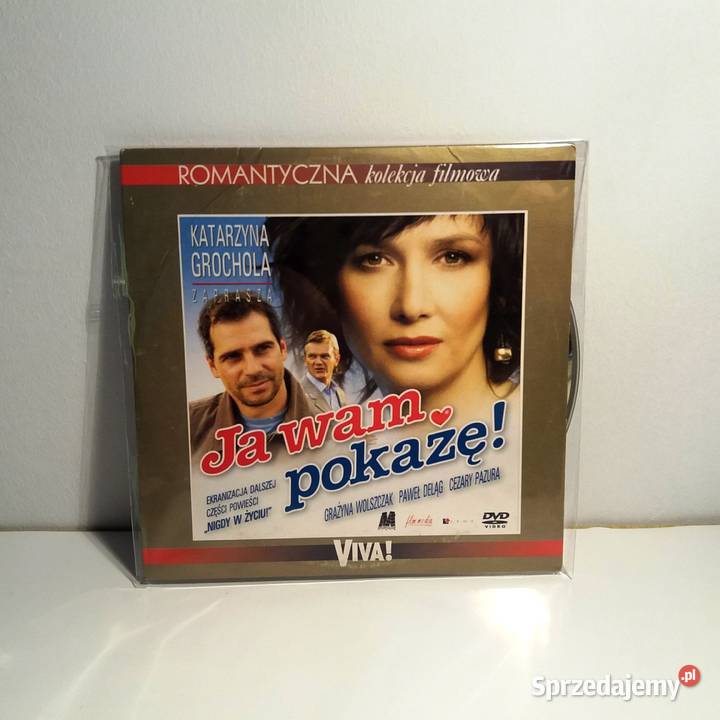 ROMANTYCZNA kolekcja filmowa
KATARZYNA
GROCHOLA
ZAPRASZA
Ja wam
pokażę!
EKRANIZACJA DALSZEJ
CZĘŚCI POWIEŚCI
„NIGDY W ŻYCIU!"
GRAŻYNA WOLSZCZAK PAWEŁ DELĄG CEZARY PAZURA
DVD
VIDEO
VIVA!
Sprzedajemy.pl